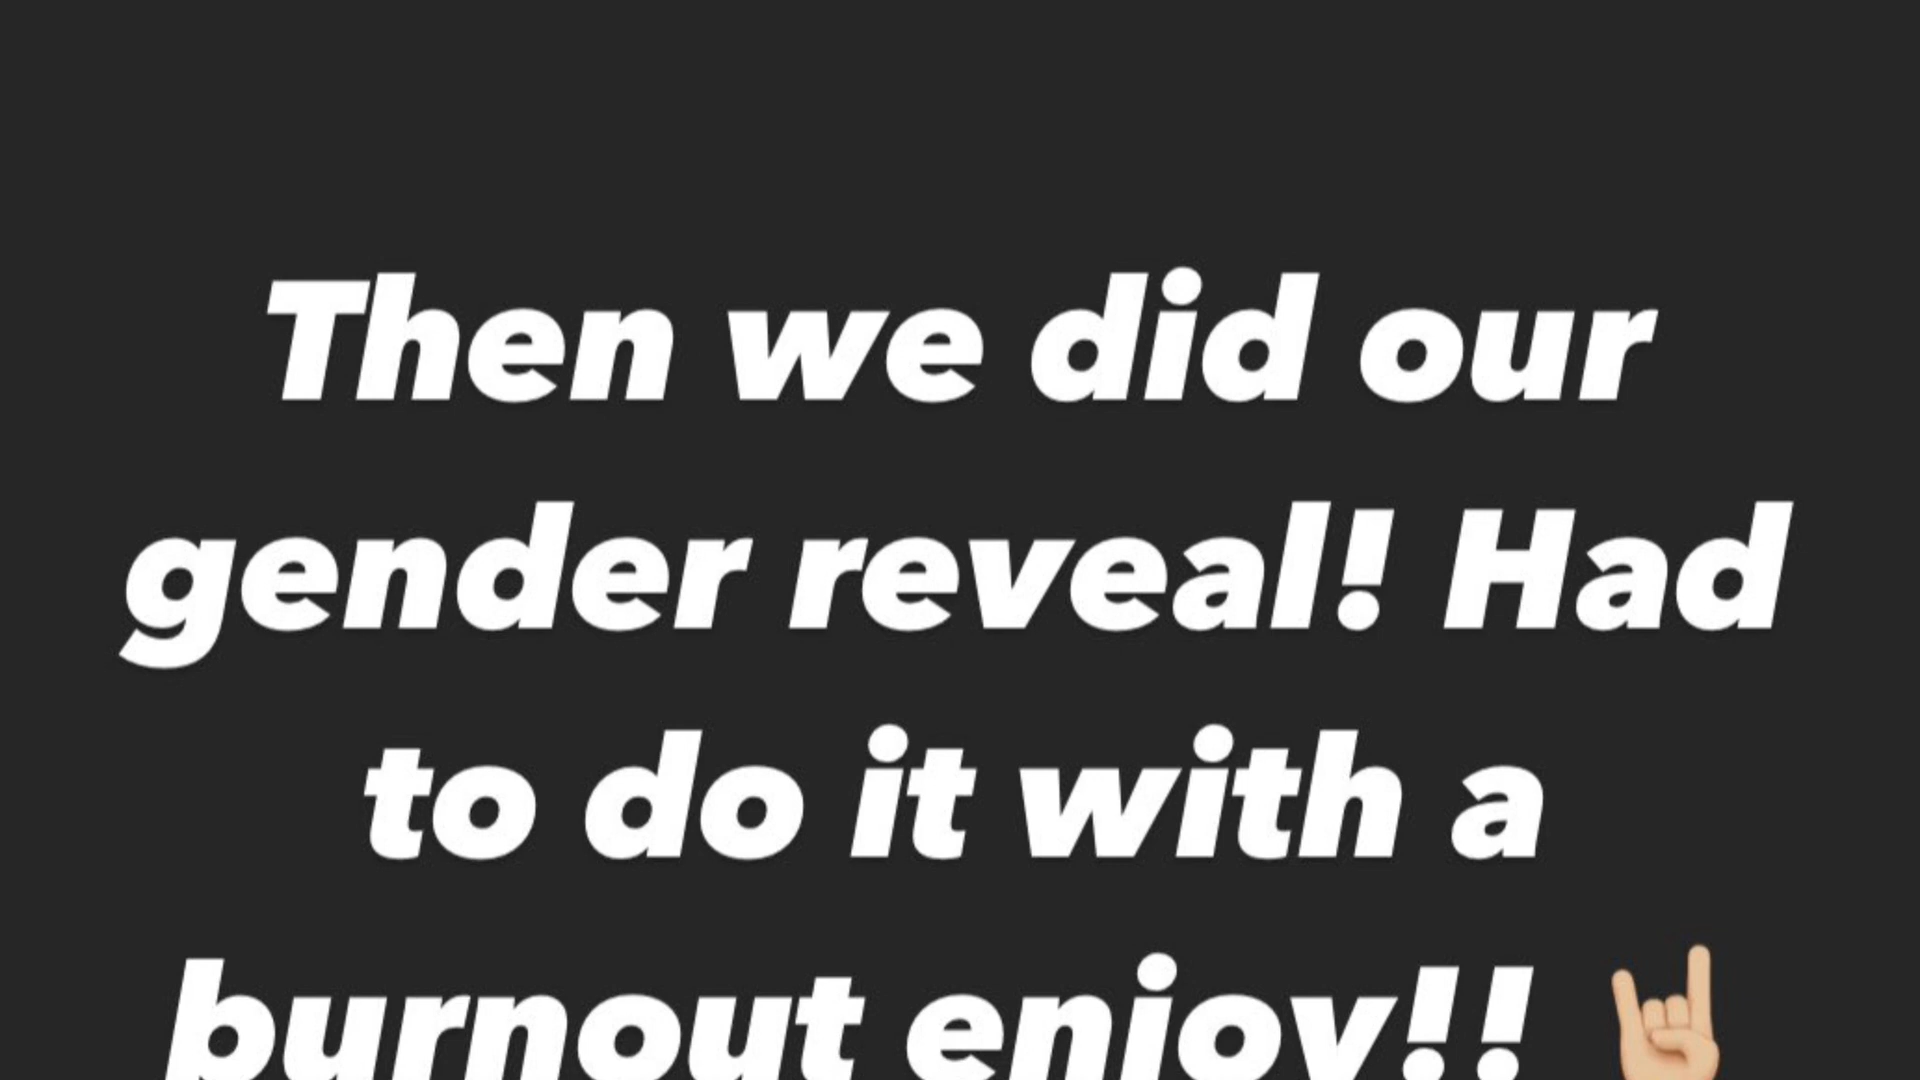 Then we did our
gender reveal! Had
to do it with a
burnout enjoy!! 🤘🏼